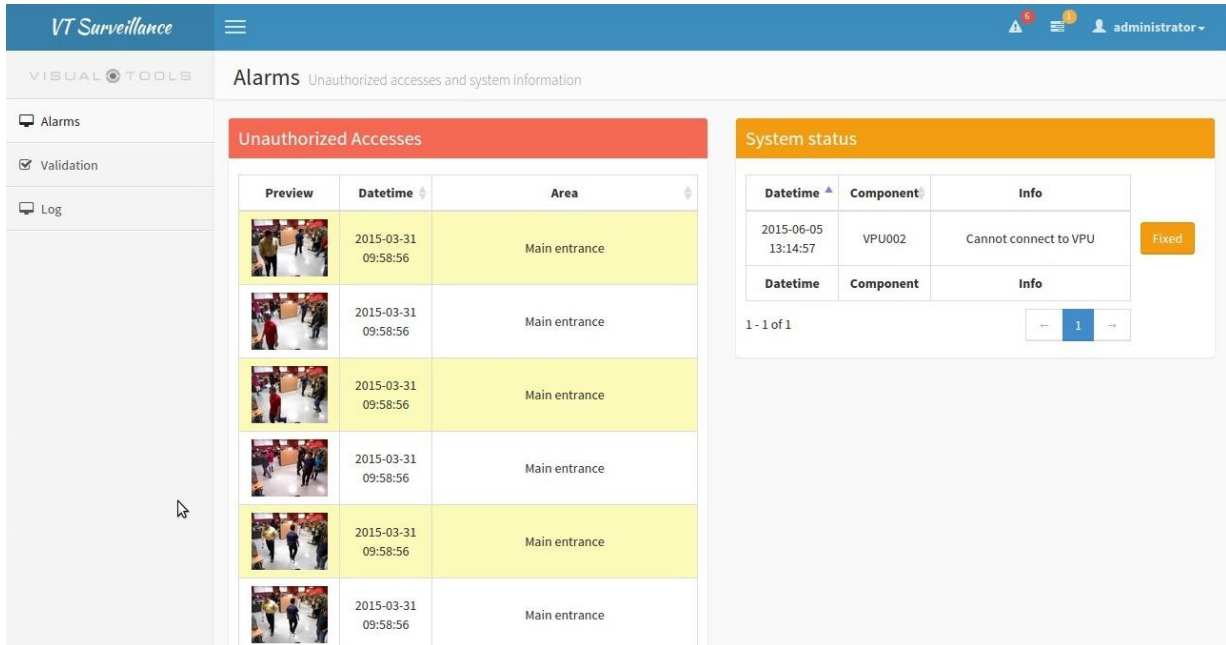 VT Surveillance
6
1
administrator
VISUAL TOOLS
Alarms Unauthorized accesses and system information
Alarms
Validation
Log
Unauthorized Accesses
Preview Datetime Area
2015-03-31
09:58:56
Main entrance
2015-03-31
09:58:56
Main entrance
2015-03-31
09:58:56
Main entrance
2015-03-31
09:58:56
Main entrance
2015-03-31
09:58:56
Main entrance
2015-03-31
09:58:56
Main entrance
System status
Datetime Component Info
2015-06-05
13:14:57
VPU002
Cannot connect to VPU
Fixed
Datetime Component Info
1 - 1 of 1
← 1 →